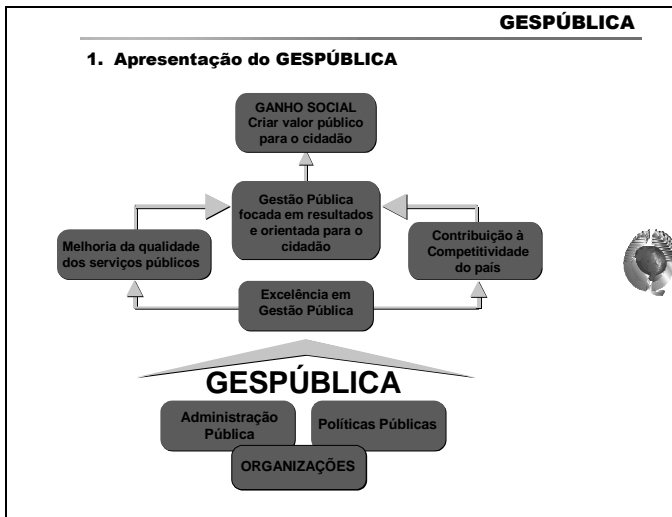 GESPÚBLICA
1. Apresentação do GESPÚBLICA
GANHO SOCIAL
Criar valor público
para o cidadão
Gestão Pública
focada em resultados
e orientada para o
cidadão
Melhoria da qualidade
dos serviços públicos
Contribuição à
Competitividade
do país
Excelência em
Gestão Pública
GESPÚBLICA
Administração
Pública
Políticas Públicas
ORGANIZAÇÕES